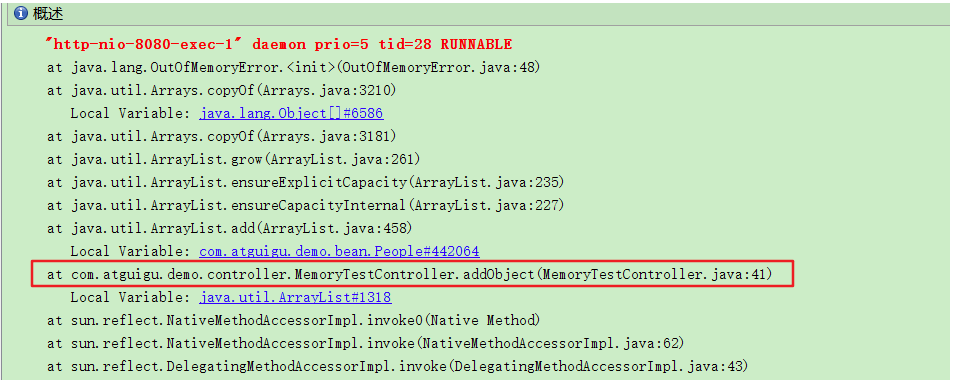 概述
"http-nio-8080-exec-1" daemon prio=5 tid=28 RUNNABLE
at java.lang.OutOfMemoryError.<init>(OutOfMemoryError.java:48)
at java.util.Arrays.copyOf(Arrays.java:3210)
Local Variable: java.lang.Object[]#6586
at java.util.Arrays.copyOf(Arrays.java:3181)
at java.util.ArrayList.grow(ArrayList.java:261)
at java.util.ArrayList.ensureExplicitCapacity(ArrayList.java:235)
at java.util.ArrayList.ensureCapacityInternal(ArrayList.java:227)
at java.util.ArrayList.add(ArrayList.java:458)
Local Variable: com.atguigu.demo.bean.People#442064
at com.atguigu.demo.controller.MemoryTestController.addObject(MemoryTestController.java:41)
Local Variable: java.util.ArrayList#1318
at sun.reflect.NativeMethodAccessorImpl.invoke0(Native Method)
at sun.reflect.NativeMethodAccessorImpl.invoke(NativeMethodAccessorImpl.java:62)
at sun.reflect.DelegatingMethodAccessorImpl.invoke(DelegatingMethodAccessorImpl.java:43)